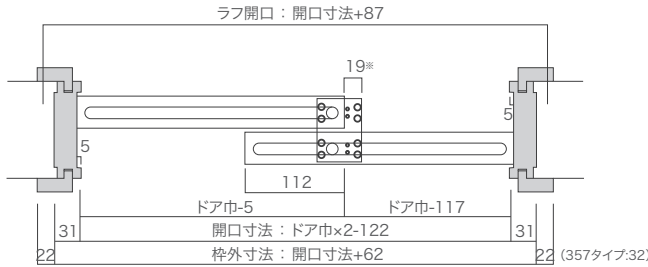 ラフ開口：開口寸法+87
19※
5
5
112
ドア巾-5
ドア巾-117
31
開口寸法：ドア巾×2-122
31
22
枠外寸法：開口寸法+62
22
(357タイプ:32)